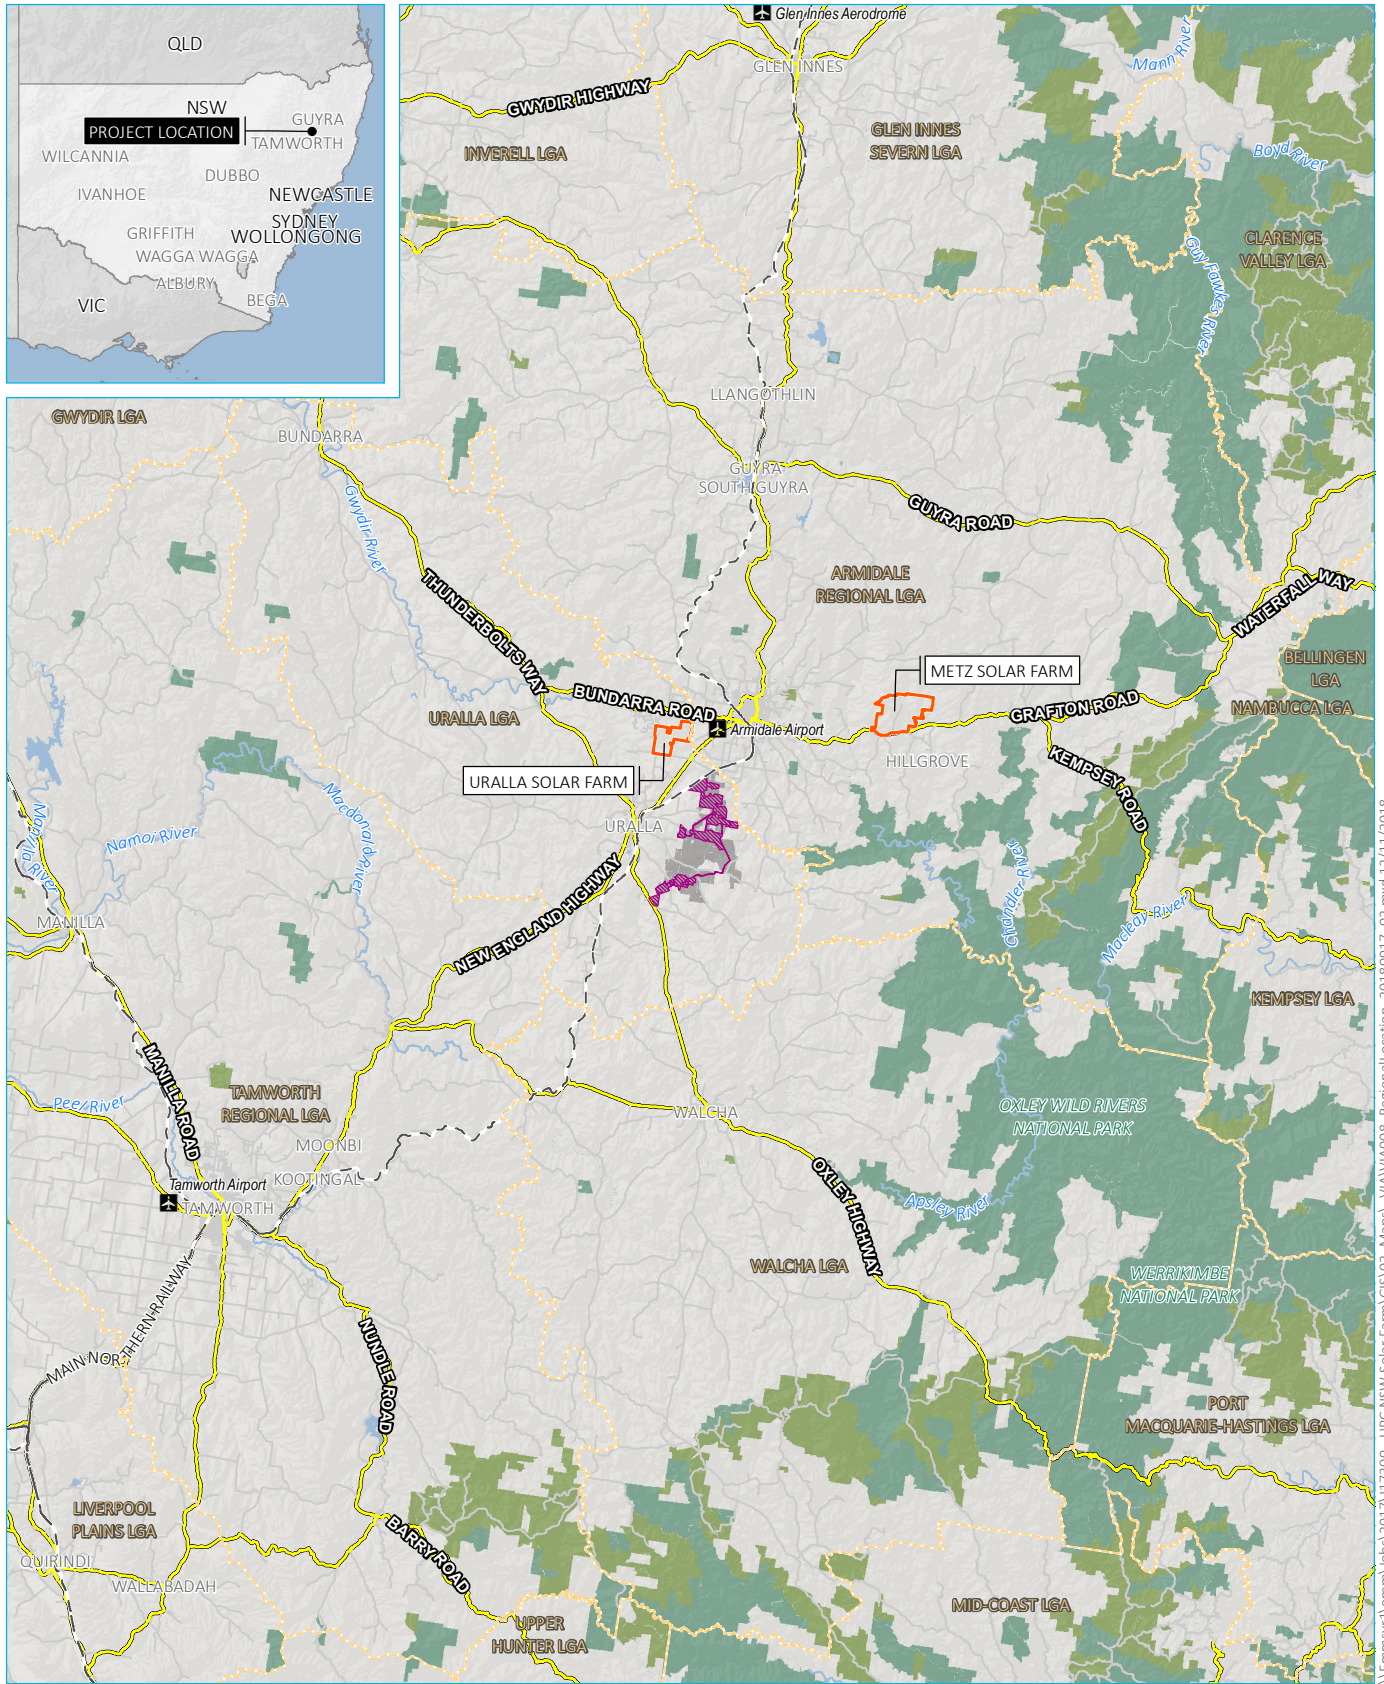 QLD
NSW
PROJECT LOCATION
GUYRA
TAMWORTH
WILCANNIA
DUBBO
IVANHOE
NEWCASTLE
SYDNEY
WOLLONGONG
GRIFFITH
WAGGA WAGGA
ALBURY
BEGA
VIC
Glen Innes Aerodrome
GLEN INNES
Mann River
GWYDIR HIGHWAY
INVERELL LGA
GLEN INNES
SEVERN LGA
Boyd River
CLARENCE
VALLEY LGA
Guy Fawkes River
LLANGOTHLIN
GWYDIR LGA
BUNDARRA
GUYRA
SOUTH GUYRA
Gwydir River
GUYRA ROAD
THUNDERBOLTS WAY
ARMIDALE
REGIONAL LGA
WATERFALL WAY
BELLINGEN
LGA
METZ SOLAR FARM
BUNDARRA ROAD
GRAFTON ROAD
NAMBUCCA LGA
URALLA LGA
Armidale Airport
HILLGROVE
KEMPSEY ROAD
URALLA SOLAR FARM
Manilla River
Namoi River
Macdonald River
URALLA
NEW ENGLAND HIGHWAY
Chandler River
Macleay River
MANILLA
KEMPSEY LGA
MANILLA ROAD
Peel River
TAMWORTH
REGIONAL LGA
WALCHA
OXLEY WILD RIVERS
NATIONAL PARK
MOONBI
KOOTINGAL
Tamworth Airport
TAMWORTH
OXLEY HIGHWAY
Apsley River
WALCHA LGA
WERRIKIMBE
NATIONAL PARK
MAIN NORTHERN RAILWAY
NUNDLE ROAD
PORT
MACQUARIE-HASTINGS LGA
LIVERPOOL
PLAINS LGA
BARRY ROAD
QUIRINDI
WALLABADAH
UPPER
HUNTER LGA
MID-COAST LGA